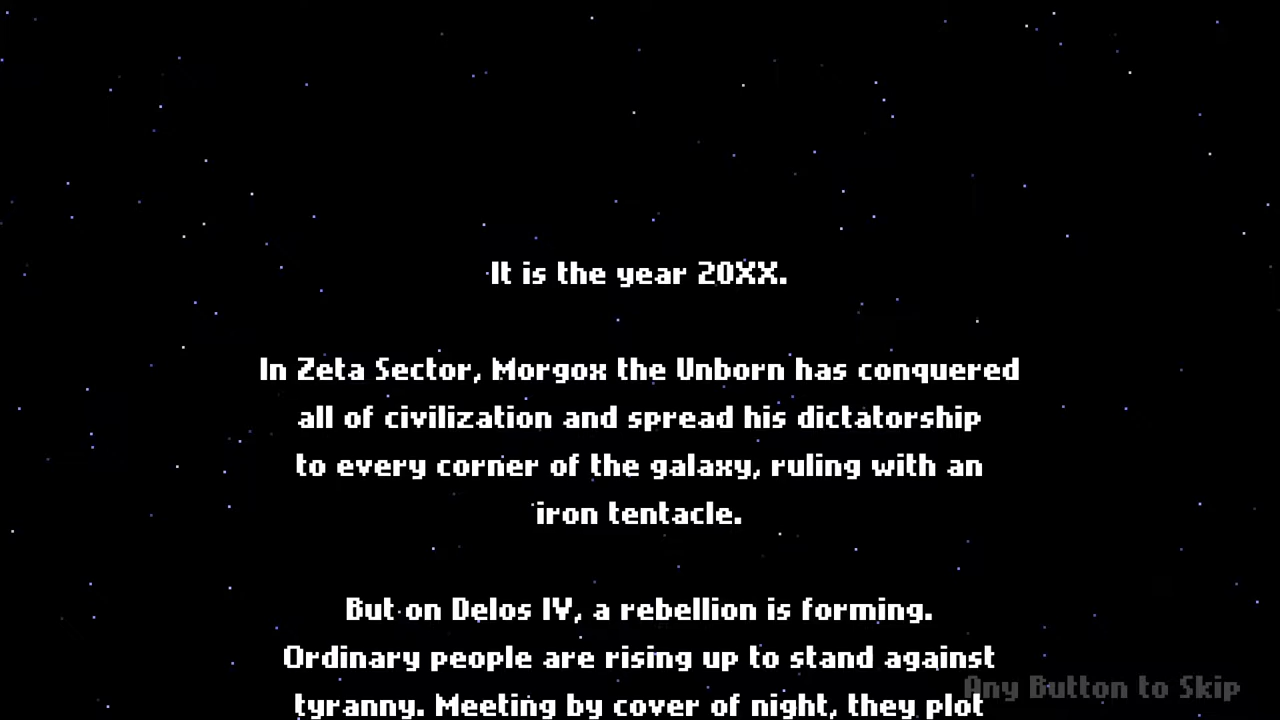 It is the year 20XX.
In Zeta Sector, Morgox the Unborn has conquered
all of civilization and spread his dictatorship
to every corner of the galaxy, ruling with an
iron tentacle.
But on Delos IV, a rebellion is forming.
Ordinary people are rising up to stand against
tyranny. Meeting by cover of night, they plot
Any Button to Skip